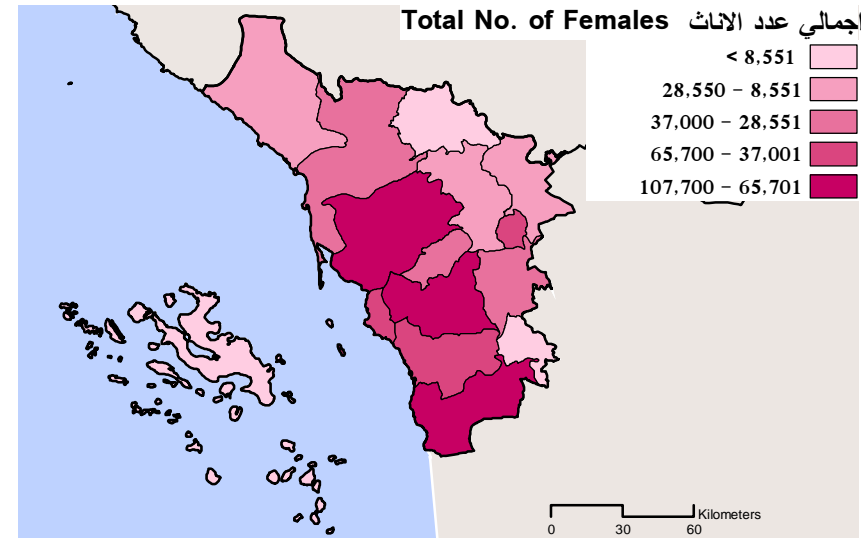 Total No. of Females إجمالي عدد الاناث
< 8,551
28,550 - 8,551
37,000 - 28,551
65,700 - 37,001
107,700 - 65,701
Kilometers
0 30 60